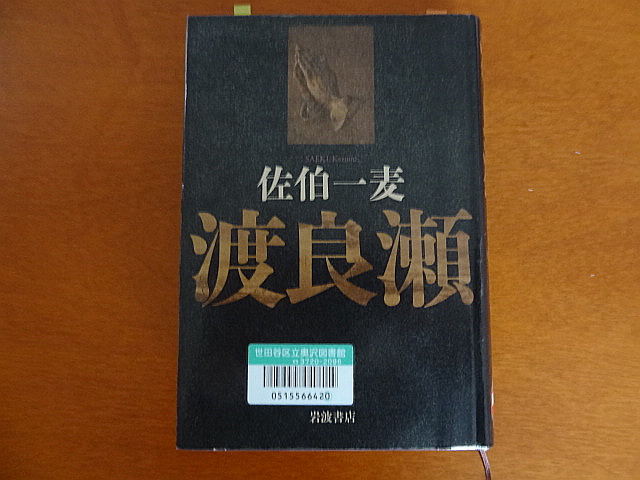 SAEKI Kazumi
佐伯一麦
渡良瀬
世田谷区立奥沢図書館
☎3720-2096
0515566420
岩波書店